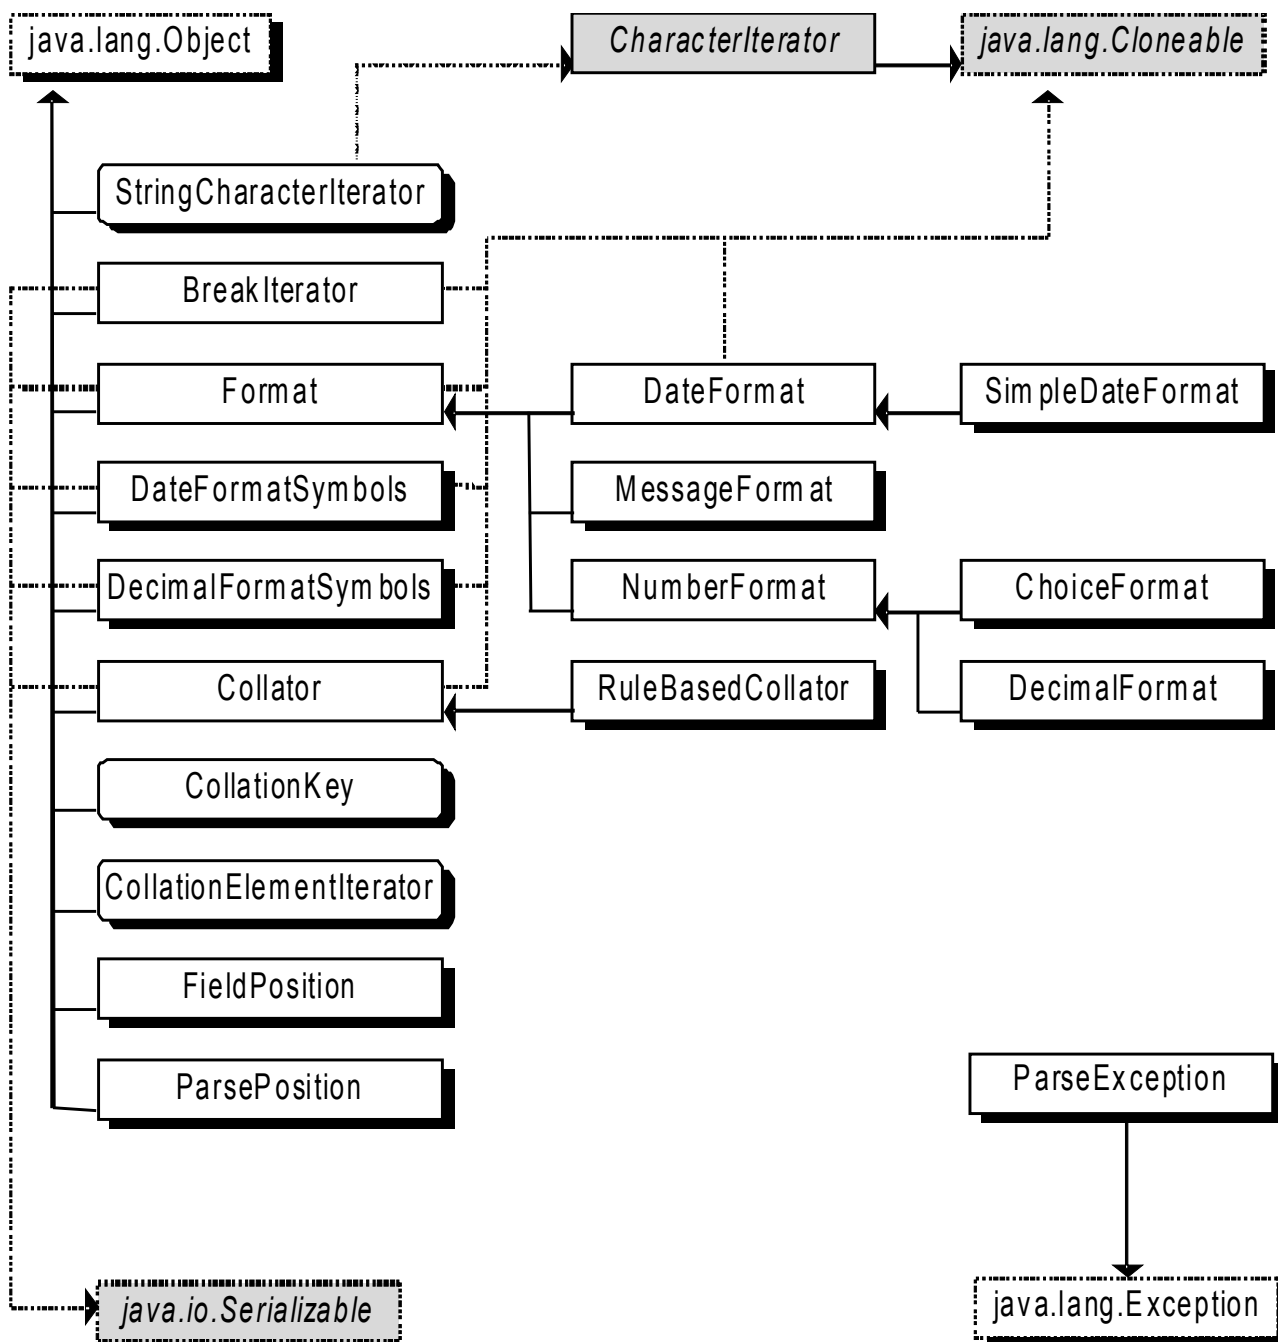 java.lang.Object
CharacterIterator
java.lang.Cloneable
StringCharacterIterator
BreakIterator
Format
DateFormat
SimpleDateFormat
DateFormatSymbols
MessageFormat
DecimalFormatSymbols
NumberFormat
ChoiceFormat
Collator
RuleBasedCollator
DecimalFormat
CollationKey
CollationElementIterator
FieldPosition
ParsePosition
ParseException
java.io.Serializable
java.lang.Exception